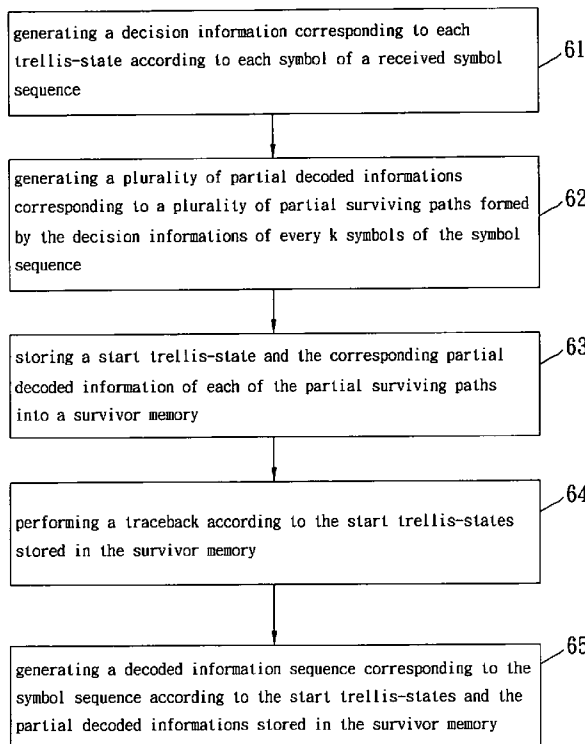 generating a decision information corresponding to each
trellis-state according to each symbol of a received symbol
sequence
61
generating a plurality of partial decoded informations
corresponding to a plurality of partial surviving paths formed
by the decision informations of every k symbols of the symbol
sequence
62
storing a start trellis-state and the corresponding partial
decoded information of each of the partial surviving paths
into a survivor memory
63
performing a traceback according to the start trellis-states
stored in the survivor memory
64
generating a decoded information sequence corresponding to the
symbol sequence according to the start trellis-states and the
partial decoded informations stored in the survivor memory
65